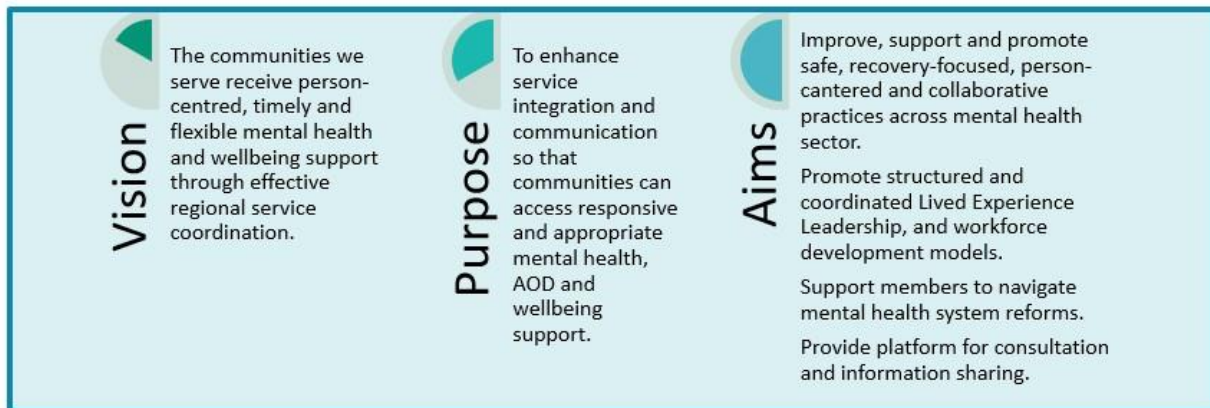 Vision
The communities we
serve receive person-
centred, timely and
flexible mental health
and wellbeing support
through effective
regional service
coordination.
Purpose
To enhance
service
integration and
communication
so that
communities can
access responsive
and appropriate
mental health,
AOD and
wellbeing
support.
Aims
Improve, support and promote
safe, recovery-focused, person-
cantered and collaborative
practices across mental health
sector.
Promote structured and
coordinated Lived Experience
Leadership, and workforce
development models.
Support members to navigate
mental health system reforms.
Provide platform for consultation
and information sharing.